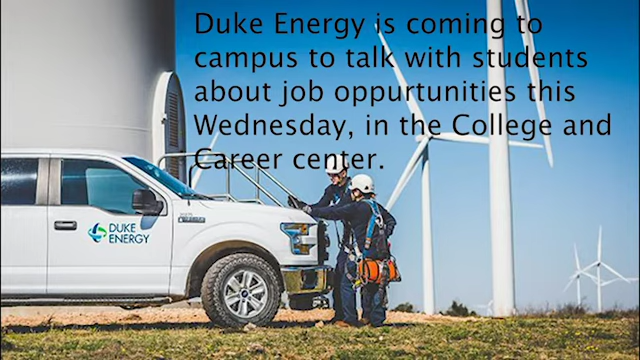 Duke Energy is coming to
campus to talk with students
about job oppurtunities this
Wednesday, in the College and
Career center.
DUKE
ENERGY